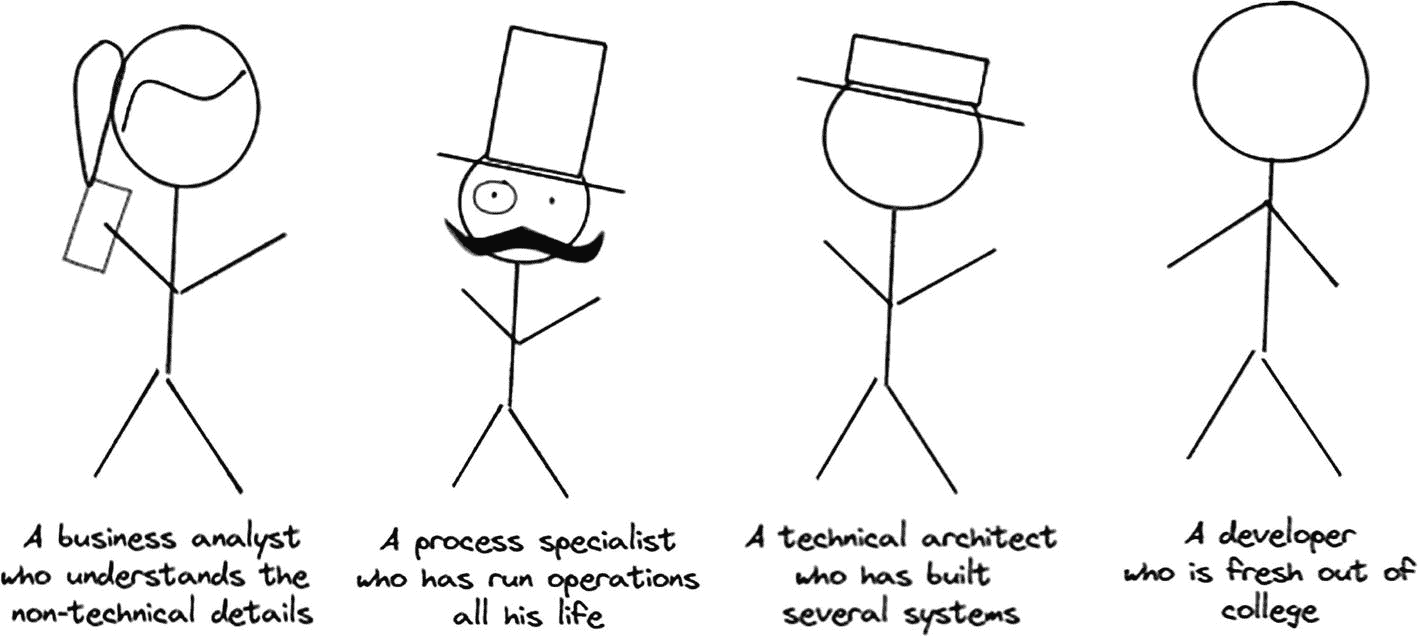 A business analyst
who understands the
non-technical details
A process specialist
who has run operations
all his life
A technical architect
who has built
several systems
A developer
who is fresh out of
college